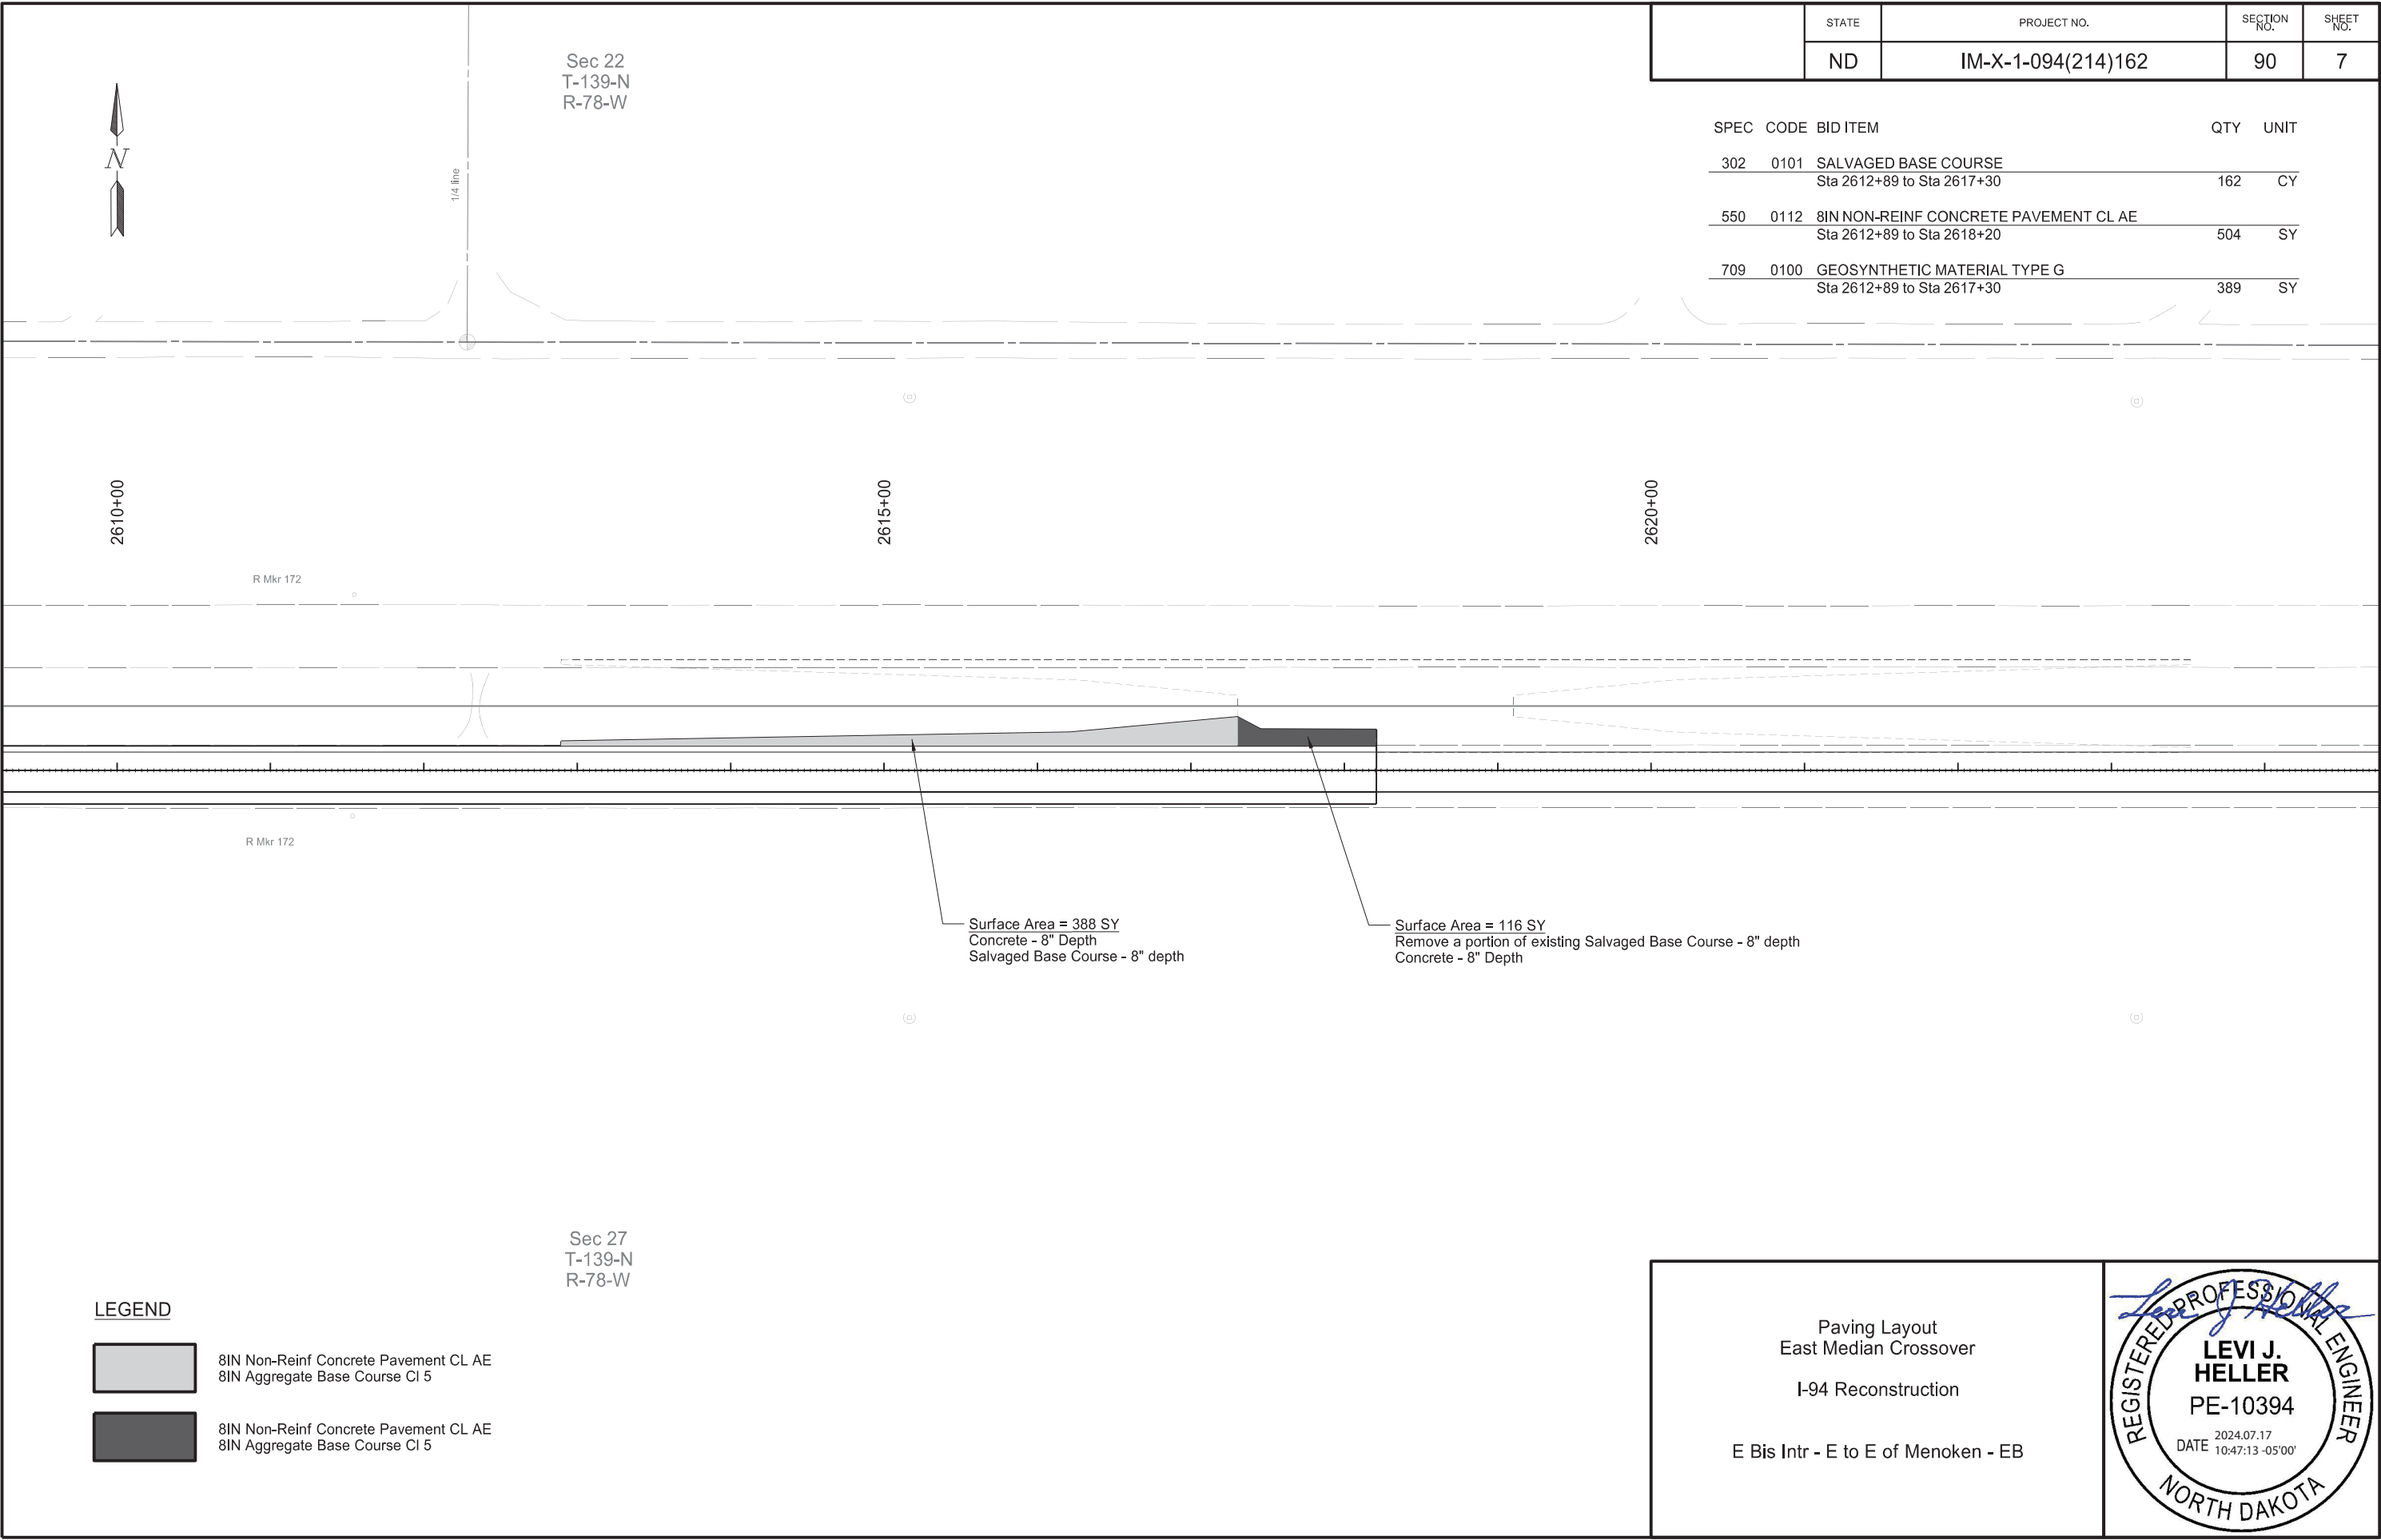 STATE PROJECT NO. SECTION NO. SHEET NO.
ND IM-X-1-094(214)162 90 7
Sec 22
T-139-N
R-78-W
N
1/4 line
SPEC CODE BID ITEM QTY UNIT
302 0101 SALVAGED BASE COURSE
Sta 2612+89 to Sta 2617+30 162 CY
550 0112 8IN NON-REINF CONCRETE PAVEMENT CL AE
Sta 2612+89 to Sta 2618+20 504 SY
709 0100 GEOSYNTHETIC MATERIAL TYPE G
Sta 2612+89 to Sta 2617+30 389 SY
2610+00
2615+00
2620+00
R Mkr 172
R Mkr 172
Surface Area = 388 SY
Concrete - 8" Depth
Salvaged Base Course - 8" depth
Surface Area = 116 SY
Remove a portion of existing Salvaged Base Course - 8" depth
Concrete - 8" Depth
Sec 27
T-139-N
R-78-W
LEGEND
8IN Non-Reinf Concrete Pavement CL AE
8IN Aggregate Base Course Cl 5
8IN Non-Reinf Concrete Pavement CL AE
8IN Aggregate Base Course Cl 5
Paving Layout
East Median Crossover
I-94 Reconstruction
E Bis Intr - E to E of Menoken - EB
Levi J Heller
REGISTERED PROFESSIONAL ENGINEER
LEVI J.
HELLER
PE-10394
DATE 2024.07.17
10:47:13 -05'00'
NORTH DAKOTA